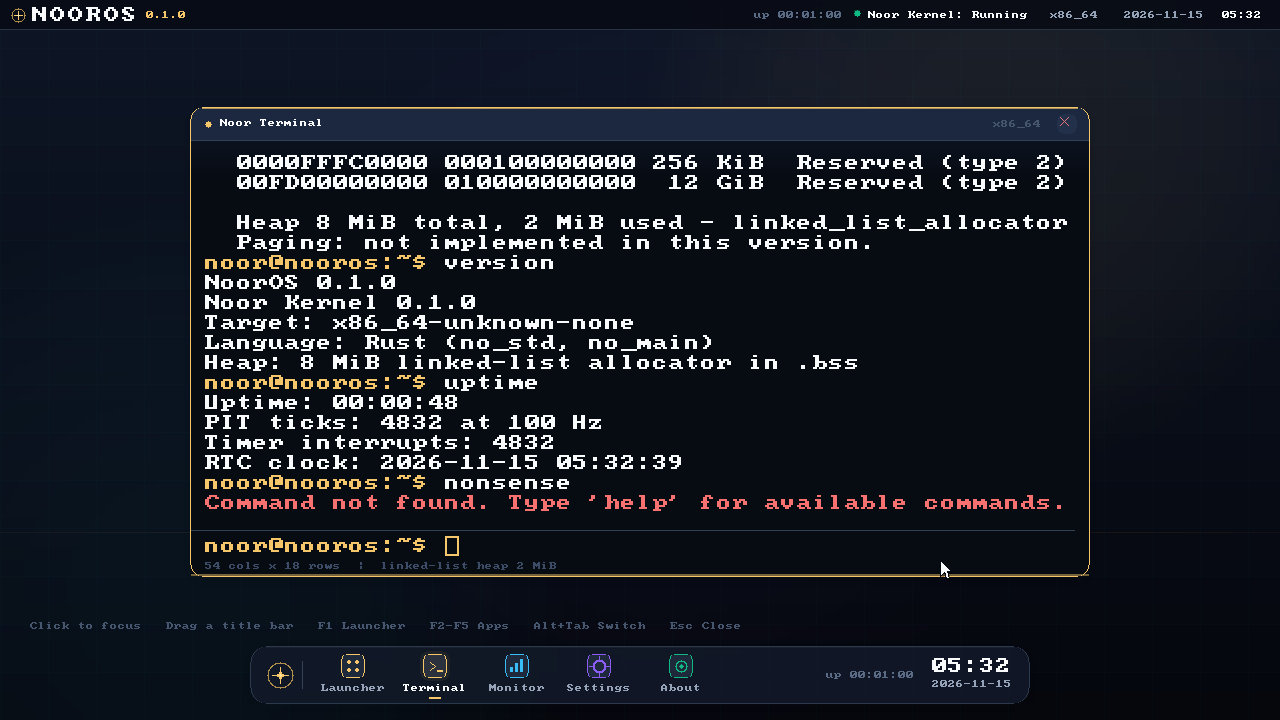 NOOROS 0.1.0
up 00:01:00 Noor Kernel: Running x86_64 2026-11-15 05:32
Noor Terminal x86_64
0000FFFC0000 000100000000 256 KiB Reserved (type 2)
00FD00000000 010000000000 12 GiB Reserved (type 2)
Heap 8 MiB total, 2 MiB used - linked_list_allocator
Paging: not implemented in this version.
noor@nooros:~$ version
NoorOS 0.1.0
Noor Kernel 0.1.0
Target: x86_64-unknown-none
Language: Rust (no_std, no_main)
Heap: 8 MiB linked-list allocator in .bss
noor@nooros:~$ uptime
Uptime: 00:00:48
PIT ticks: 4832 at 100 Hz
Timer interrupts: 4832
RTC clock: 2026-11-15 05:32:39
noor@nooros:~$ nonsense
Command not found. Type 'help' for available commands.
noor@nooros:~$
54 cols x 18 rows | linked-list heap 2 MiB
Click to focus Drag a title bar F1 Launcher F2-F5 Apps Alt+Tab Switch Esc Close
Launcher Terminal Monitor Settings About
up 00:01:00 05:32
2026-11-15